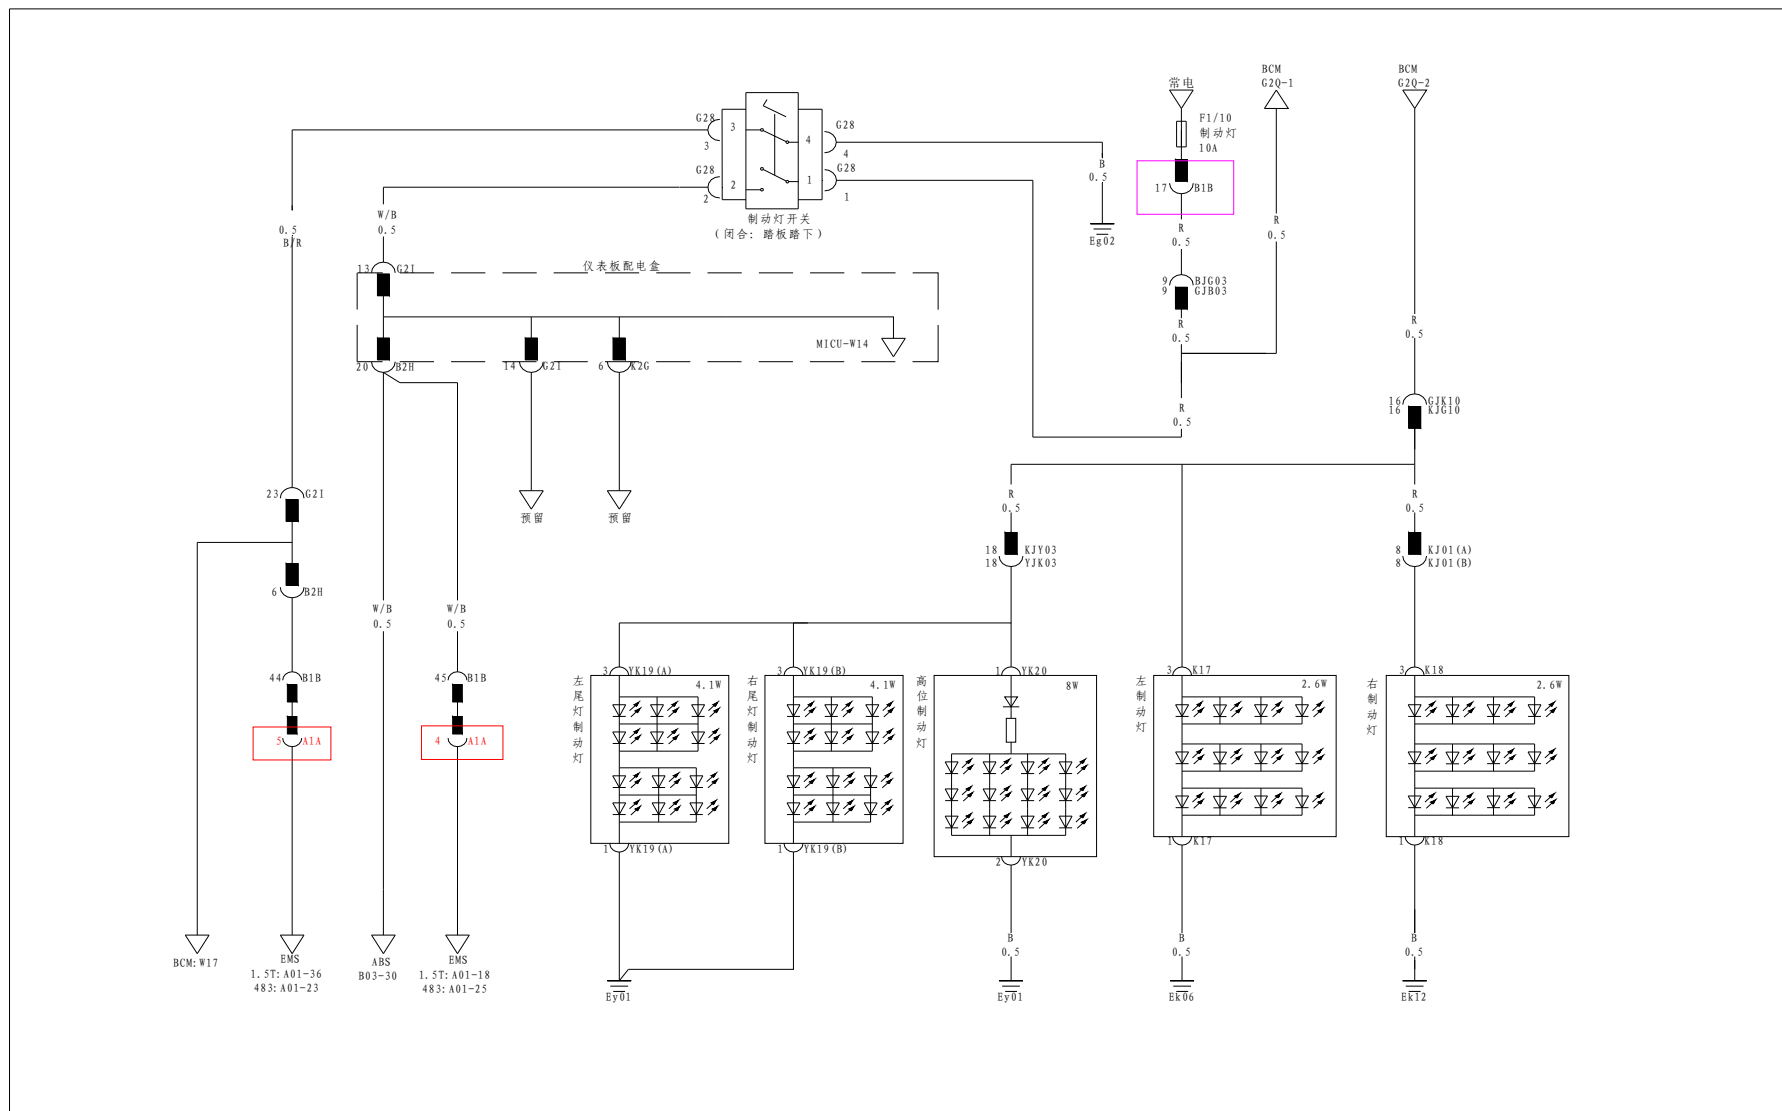 常电
F1/10
制动灯
10A
17
B1B
R
0.5
9
BJG03
9
GJB03
R
0.5
R
0.5
BCM
G2Q-1
R
0.5
BCM
G2Q-2
R
0.5
16
GJK10
16
KJG10
G28
3
3
G28
2
2
4
G28
4
1
G28
1
制动灯开关
(闭合: 踏板踏下)
B
0.5
Eg02
0.5
B/R
W/B
0.5
13
G2I
仪表板配电盒
MICU-W14
20
B2H
14
G2I
6
K2G
预留
预留
23
G2I
6
B2H
W/B
0.5
W/B
0.5
44
B1B
5
A1A
45
B1B
4
A1A
BCM:W17
EMS
1.5T:A01-36
483:A01-23
ABS
B03-30
EMS
1.5T:A01-18
483:A01-25
R
0.5
18
KJY03
18
YJK03
R
0.5
8
KJ01(A)
8
KJ01(B)
3
YK19(A)
左尾灯制动灯
4.1W
1
YK19(A)
Ey01
3
YK19(B)
右尾灯制动灯
4.1W
1
YK19(B)
1
YK20
高位制动灯
8W
2
YK20
B
0.5
Ey01
3
K17
左制动灯
2.6W
1
K17
B
0.5
Ek06
3
K18
右制动灯
2.6W
1
K18
B
0.5
Ek12